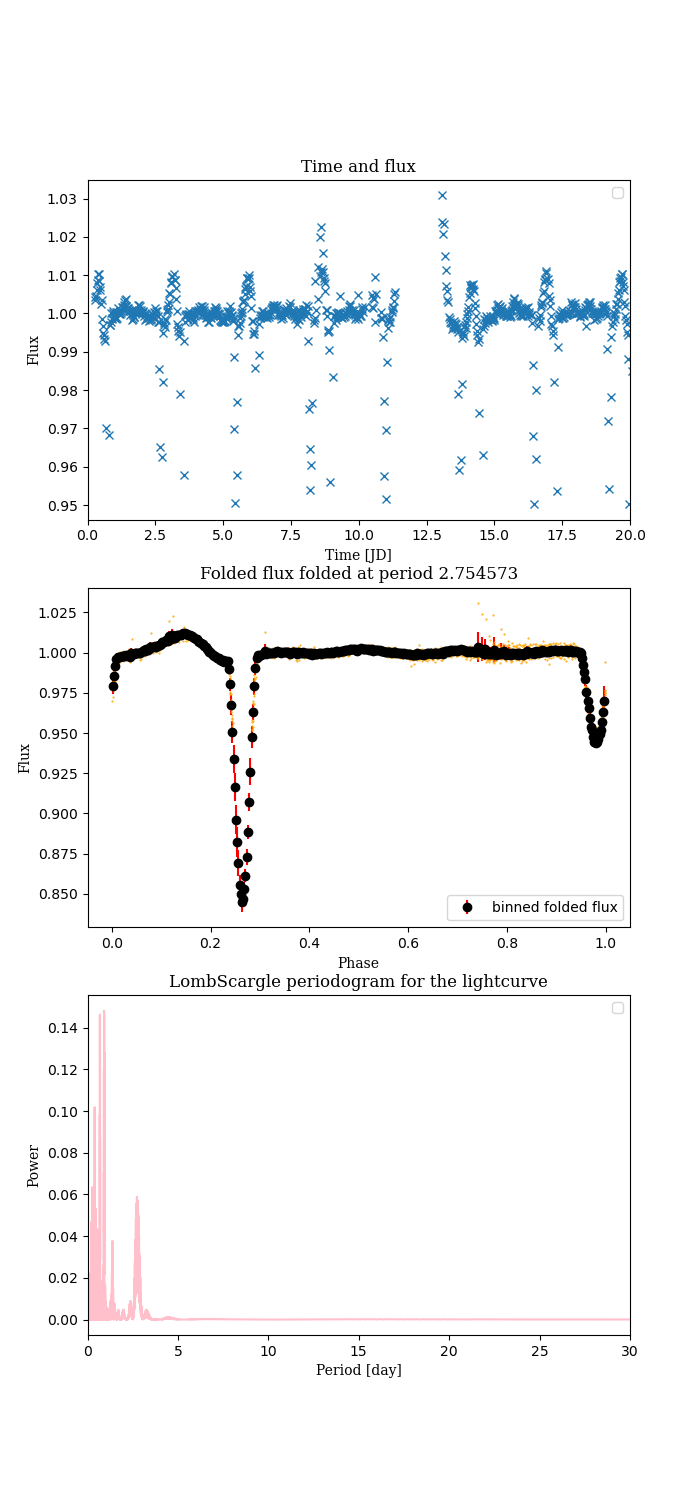 Time and flux
Flux
1.03
1.02
1.01
1.00
0.99
0.98
0.97
0.96
0.95
0.0 2.5 5.0 7.5 10.0 12.5 15.0 17.5 20.0
Time [JD]
Folded flux folded at period 2.754573
Flux
1.025
1.000
0.975
0.950
0.925
0.900
0.875
0.850
binned folded flux
0.0 0.2 0.4 0.6 0.8 1.0
Phase
LombScargle periodogram for the lightcurve
Power
0.14
0.12
0.10
0.08
0.06
0.04
0.02
0.00
0 5 10 15 20 25 30
Period [day]